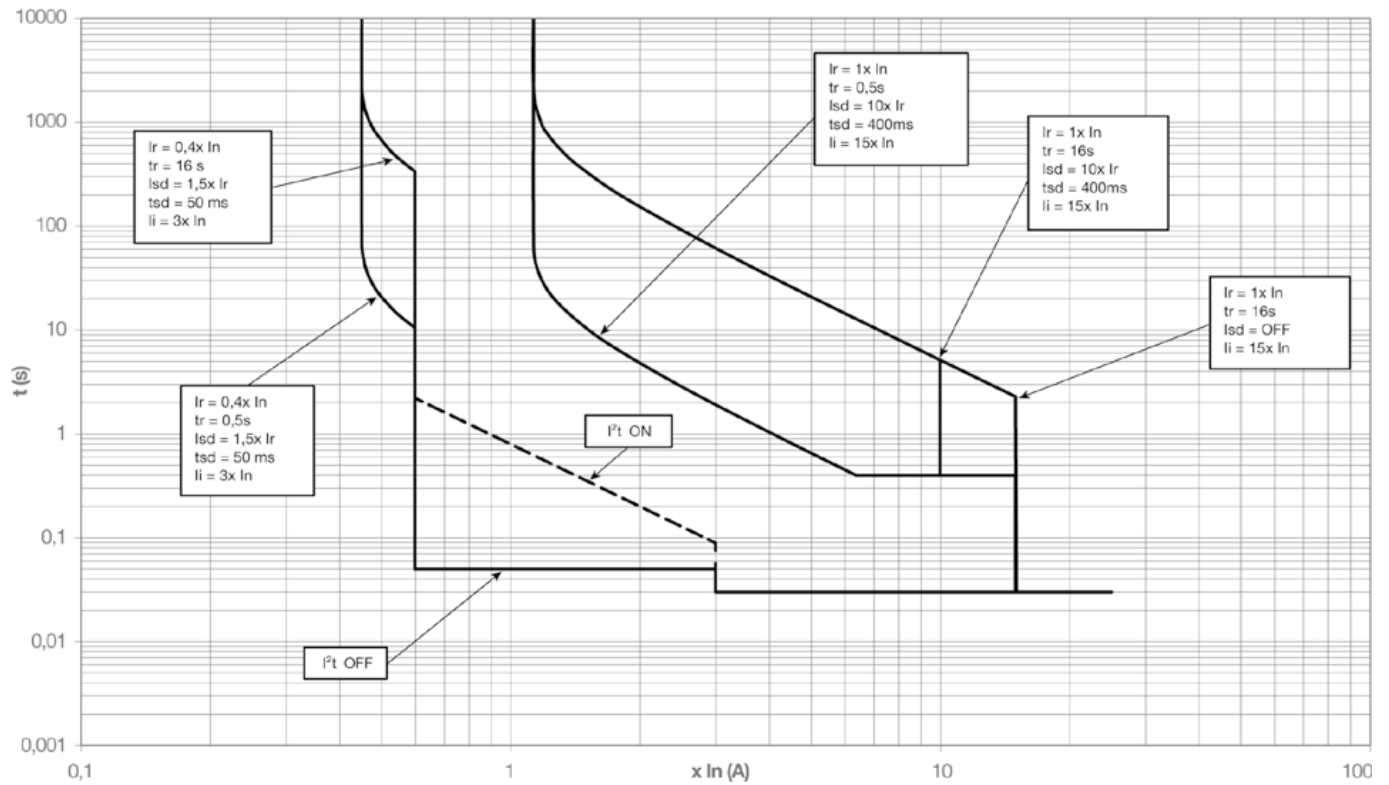 10000
1000
100
10
1
0,1
0,01
0,001
t (s)
0,1
1
x In (A)
10
100
Ir = 0,4x In
tr = 16 s
Isd = 1,5x Ir
tsd = 50 ms
Ii = 3x In
Ir = 1x In
tr = 0,5s
Isd = 10x Ir
tsd = 400ms
Ii = 15x In
Ir = 1x In
tr = 16s
Isd = 10x Ir
tsd = 400ms
Ii = 15x In
Ir = 1x In
tr = 16s
Isd = OFF
Ii = 15x In
Ir = 0,4x In
tr = 0,5s
Isd = 1,5x Ir
tsd = 50 ms
Ii = 3x In
I²t ON
I²t OFF